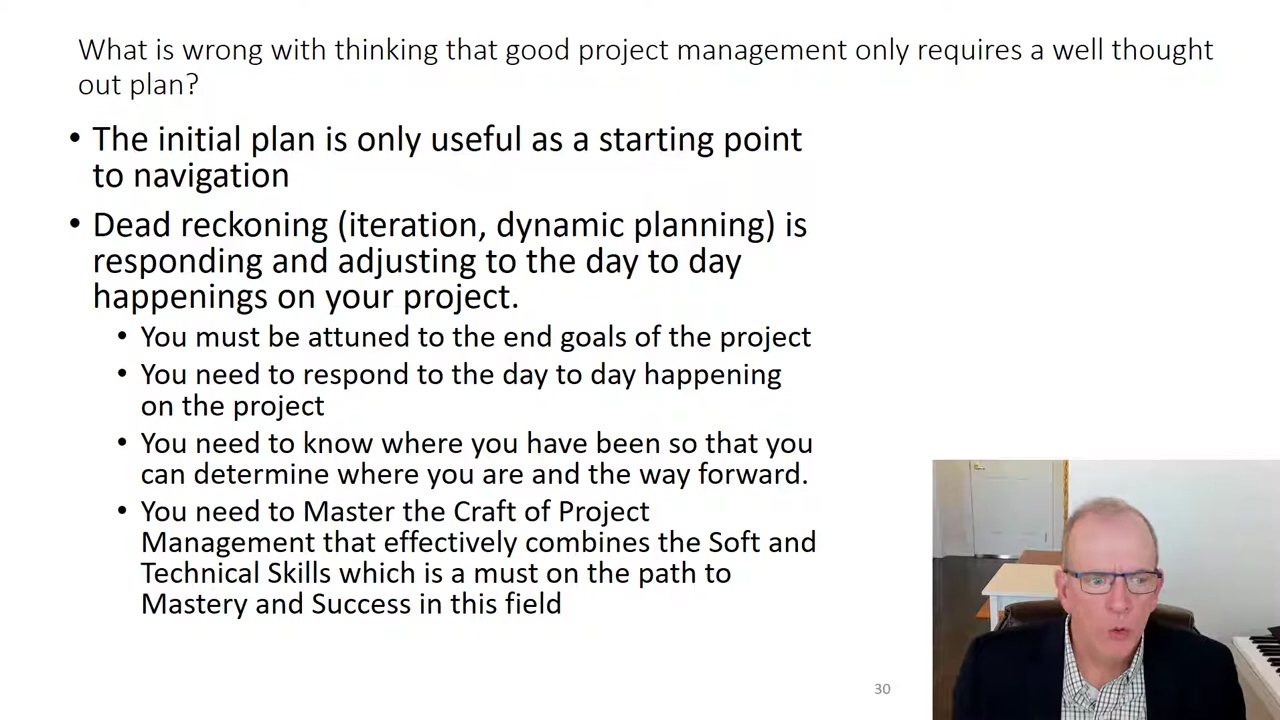 What is wrong with thinking that good project management only requires a well thought
out plan?
• The initial plan is only useful as a starting point
to navigation
• Dead reckoning (iteration, dynamic planning) is
responding and adjusting to the day to day
happenings on your project.
• You must be attuned to the end goals of the project
• You need to respond to the day to day happening
on the project
• You need to know where you have been so that you
can determine where you are and the way forward.
• You need to Master the Craft of Project
Management that effectively combines the Soft and
Technical Skills which is a must on the path to
Mastery and Success in this field
30